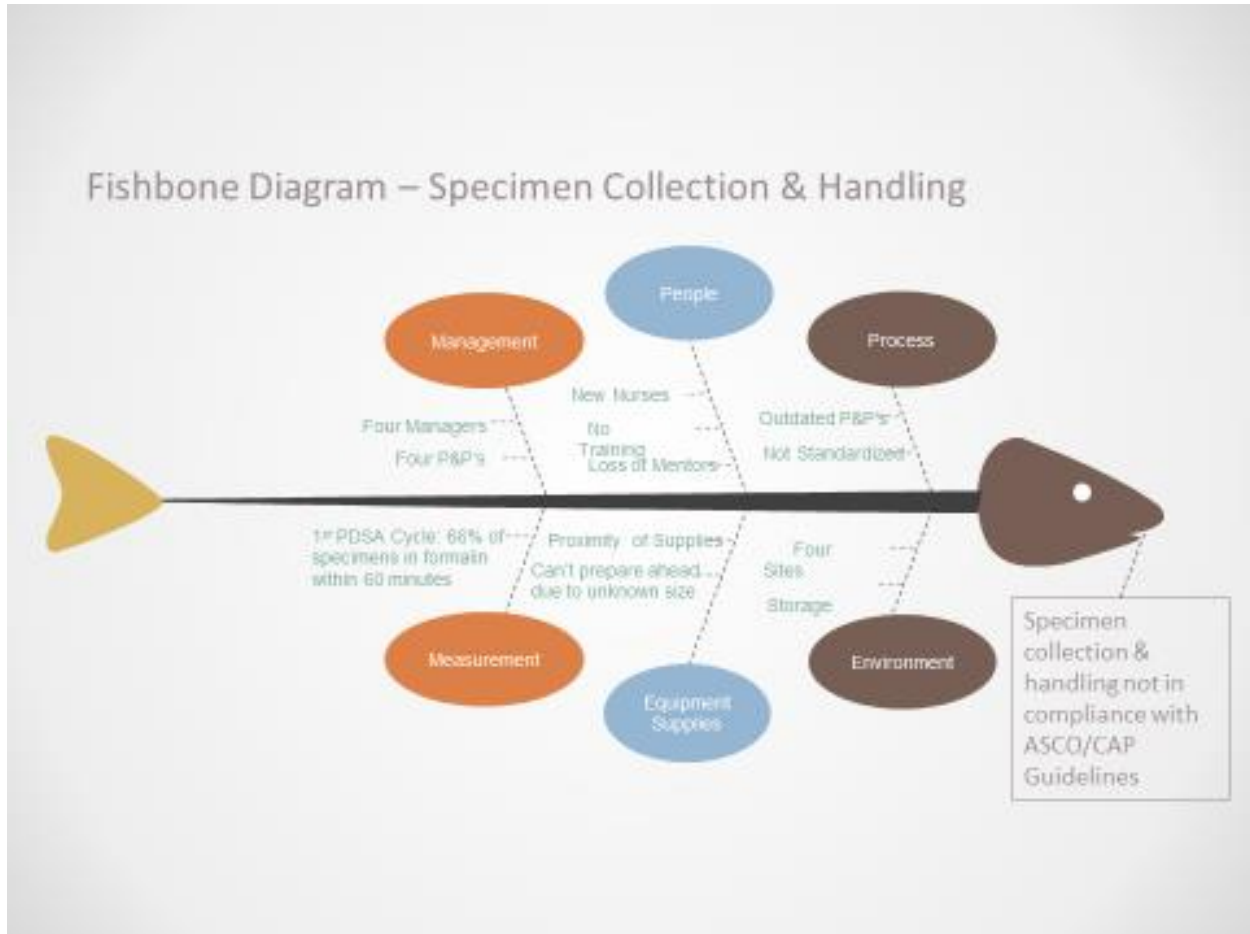 Fishbone Diagram – Specimen Collection & Handling
People
Management
Process
New Nurses
Outdated P&P's
Four Managers
No
Training
Not Standardized
Four P&P's
Loss of Mentors
1st PDSA Cycle: 66% of
specimens in formalin
within 60 minutes
Proximity of Supplies
Can't prepare ahead
due to unknown size
Four
Sites
Storage
Measurement
Equipment
Supplies
Environment
Specimen
collection &
handling not in
compliance with
ASCO/CAP
Guidelines